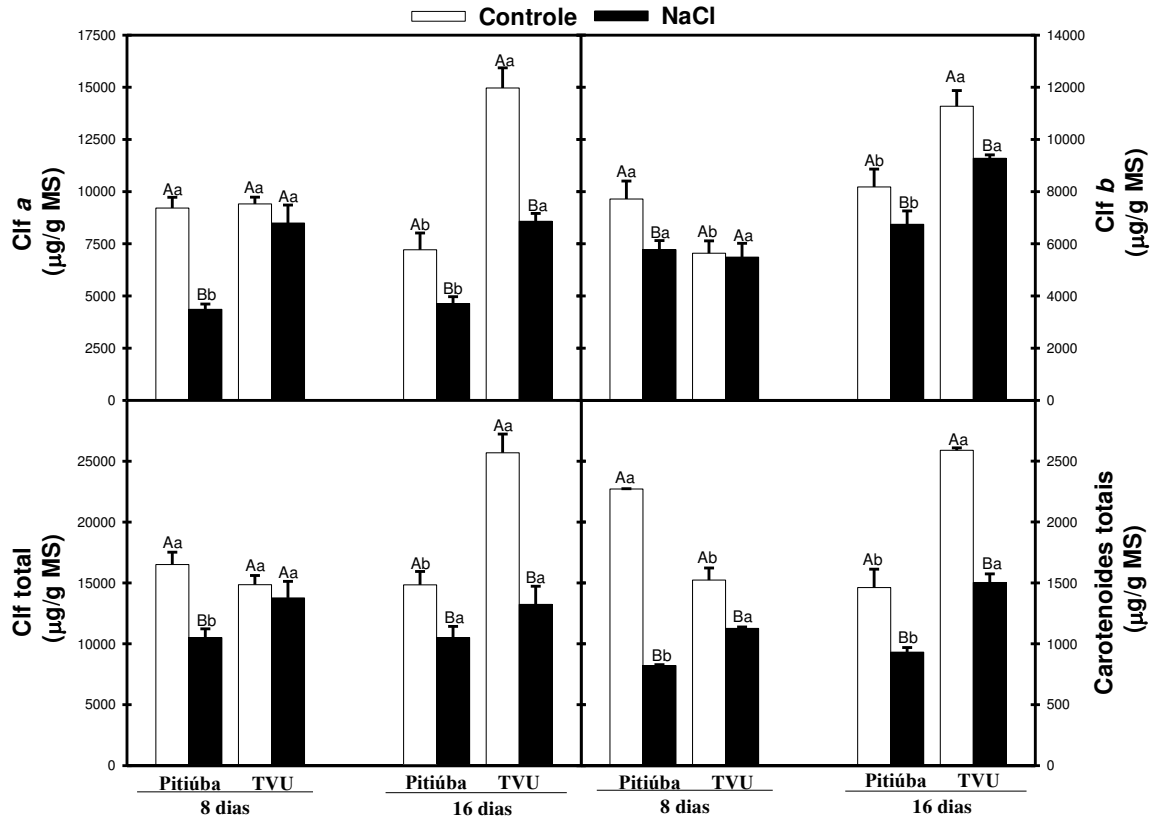 Controle NaCl
Clf a
(µg/g MS)
17500
15000
12500
10000
7500
5000
2500
0
Aa
Bb
Aa
Aa
Ab
Bb
Aa
Ba
Clf b
(µg/g MS)
14000
12000
10000
8000
6000
4000
2000
0
Aa
Ba
Ab
Aa
Ab
Bb
Aa
Ba
Clf total
(µg/g MS)
25000
20000
15000
10000
5000
0
Aa
Bb
Aa
Aa
Ab
Ba
Aa
Ba
Carotenoides totais
(µg/g MS)
2500
2000
1500
1000
500
0
Aa
Bb
Ab
Ba
Ab
Bb
Aa
Ba
Pitiúba TVU Pitiúba TVU Pitiúba TVU Pitiúba TVU
8 dias 16 dias 8 dias 16 dias